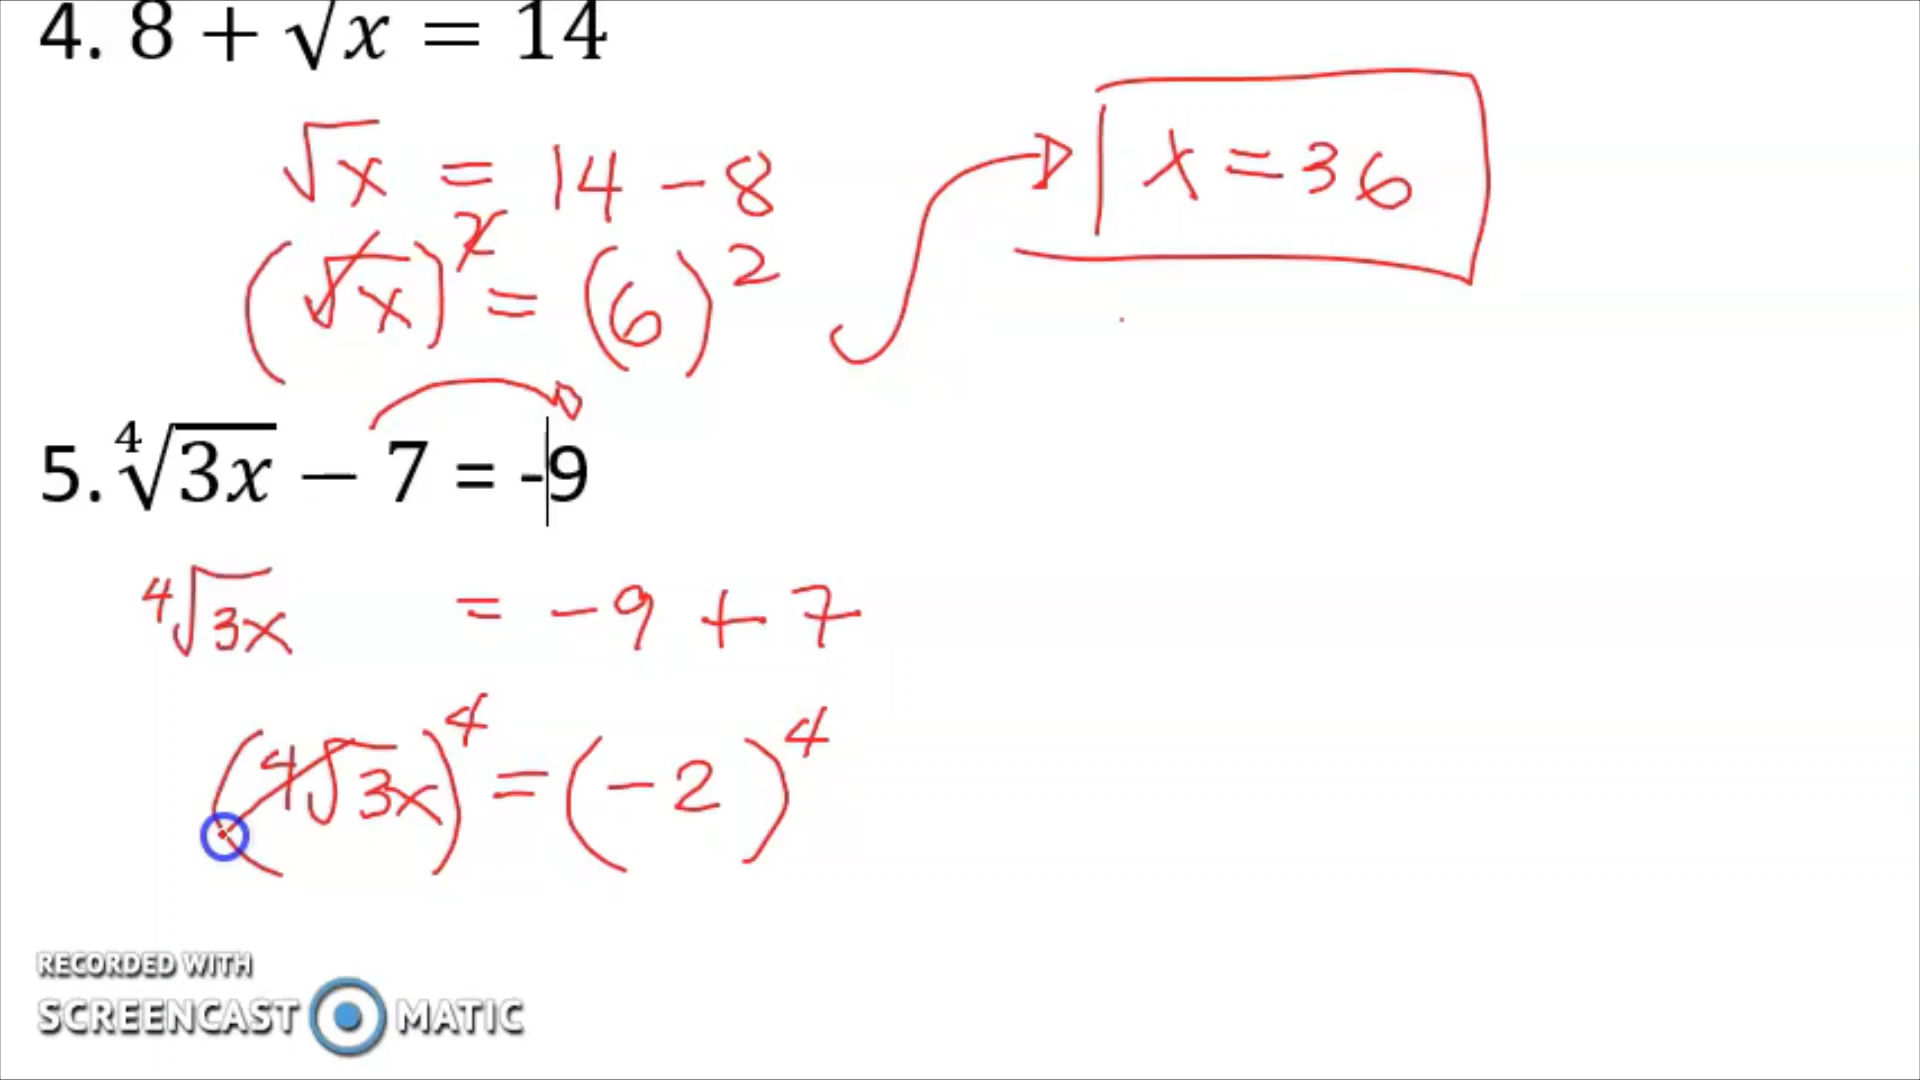 4. 8 + √x = 14
√x = 14 - 8
(√x)² = (6)²
x = 36
5. ⁴√3x − 7 = -9
⁴√3x = -9 + 7
(⁴√3x)⁴ = (-2)⁴
RECORDED WITH
SCREENCAST MATIC